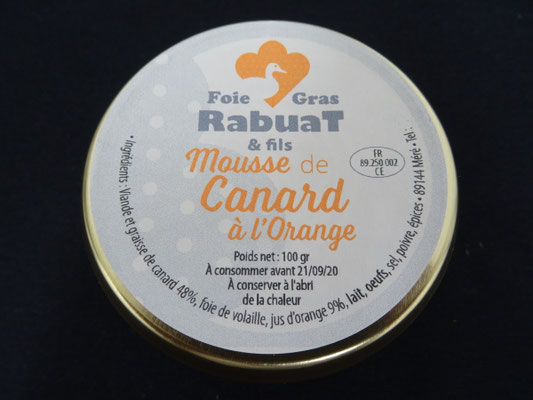 Foie Gras
RabuaT
& fils
Mousse de
Canard
à l'Orange
FR
89.250.002
CE
Poids net : 100 gr
À consommer avant 21/09/20
À conserver à l'abri
de la chaleur
• Ingrédients : Viande et graisse de canard 48%, foie de volaille, jus d'orange 9%, lait, oeufs, sel, poivre, épices • 89144 Méré • Tel :